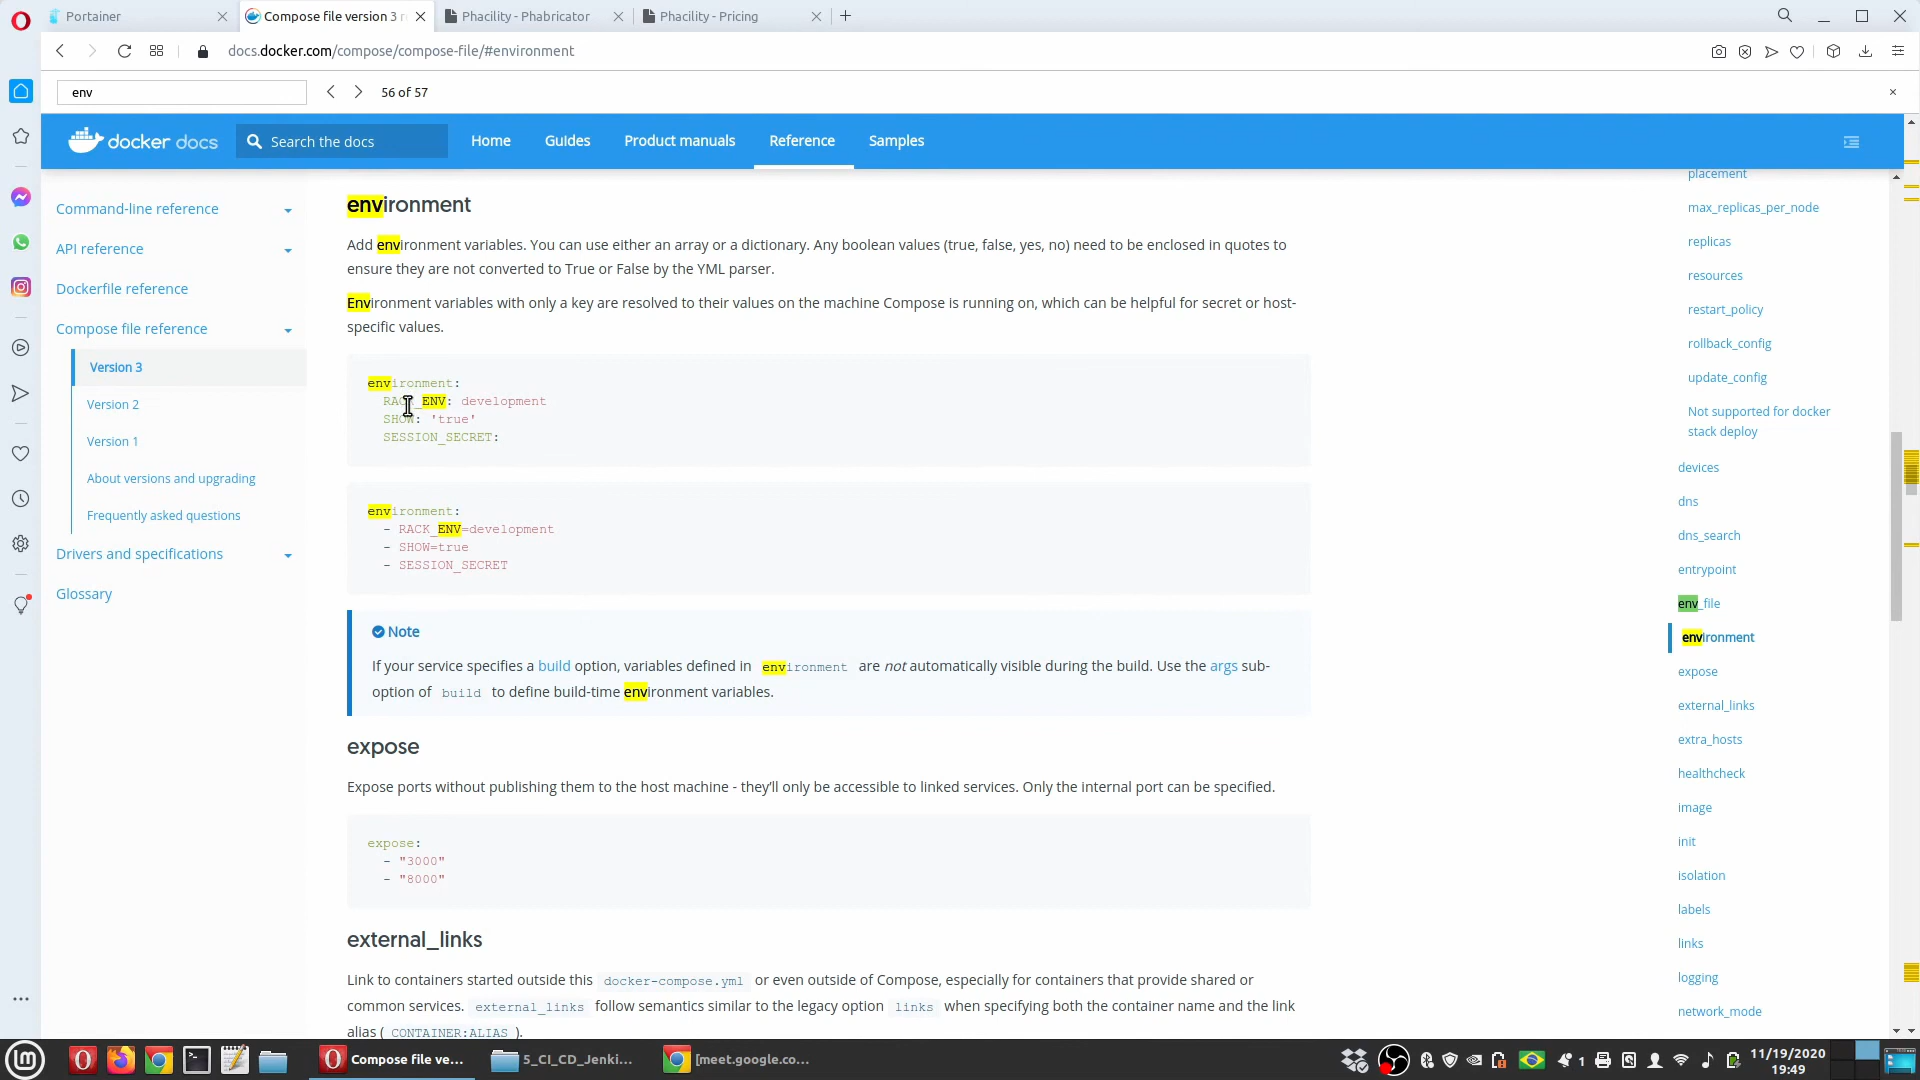 Portainer
Compose file version 3 r
Phacility - Phabricator
Phacility - Pricing
docs.docker.com/compose/compose-file/#environment
env
56 of 57
docker docs
Search the docs
Home
Guides
Product manuals
Reference
Samples
Command-line reference
API reference
Dockerfile reference
Compose file reference
Version 3
Version 2
Version 1
About versions and upgrading
Frequently asked questions
Drivers and specifications
Glossary
environment
Add environment variables. You can use either an array or a dictionary. Any boolean values (true, false, yes, no) need to be enclosed in quotes to
ensure they are not converted to True or False by the YML parser.
Environment variables with only a key are resolved to their values on the machine Compose is running on, which can be helpful for secret or host-
specific values.
environment:
RACK_ENV: development
SHOW: 'true'
SESSION_SECRET:
environment:
- RACK_ENV=development
- SHOW=true
- SESSION_SECRET
Note
If your service specifies a build option, variables defined in environment are not automatically visible during the build. Use the args sub-
option of build to define build-time environment variables.
expose
Expose ports without publishing them to the host machine - they'll only be accessible to linked services. Only the internal port can be specified.
expose:
- "3000"
- "8000"
external_links
Link to containers started outside this docker-compose.yml or even outside of Compose, especially for containers that provide shared or
common services. external_links follow semantics similar to the legacy option links when specifying both the container name and the link
alias ( CONTAINER:ALIAS ).
placement
max_replicas_per_node
replicas
resources
restart_policy
rollback_config
update_config
Not supported for docker
stack deploy
devices
dns
dns_search
entrypoint
env_file
environment
expose
external_links
extra_hosts
healthcheck
image
init
isolation
labels
links
logging
network_mode
Compose file ve...
5_CI_CD_Jenki...
[meet.google.co...
1
11/19/2020
19:49